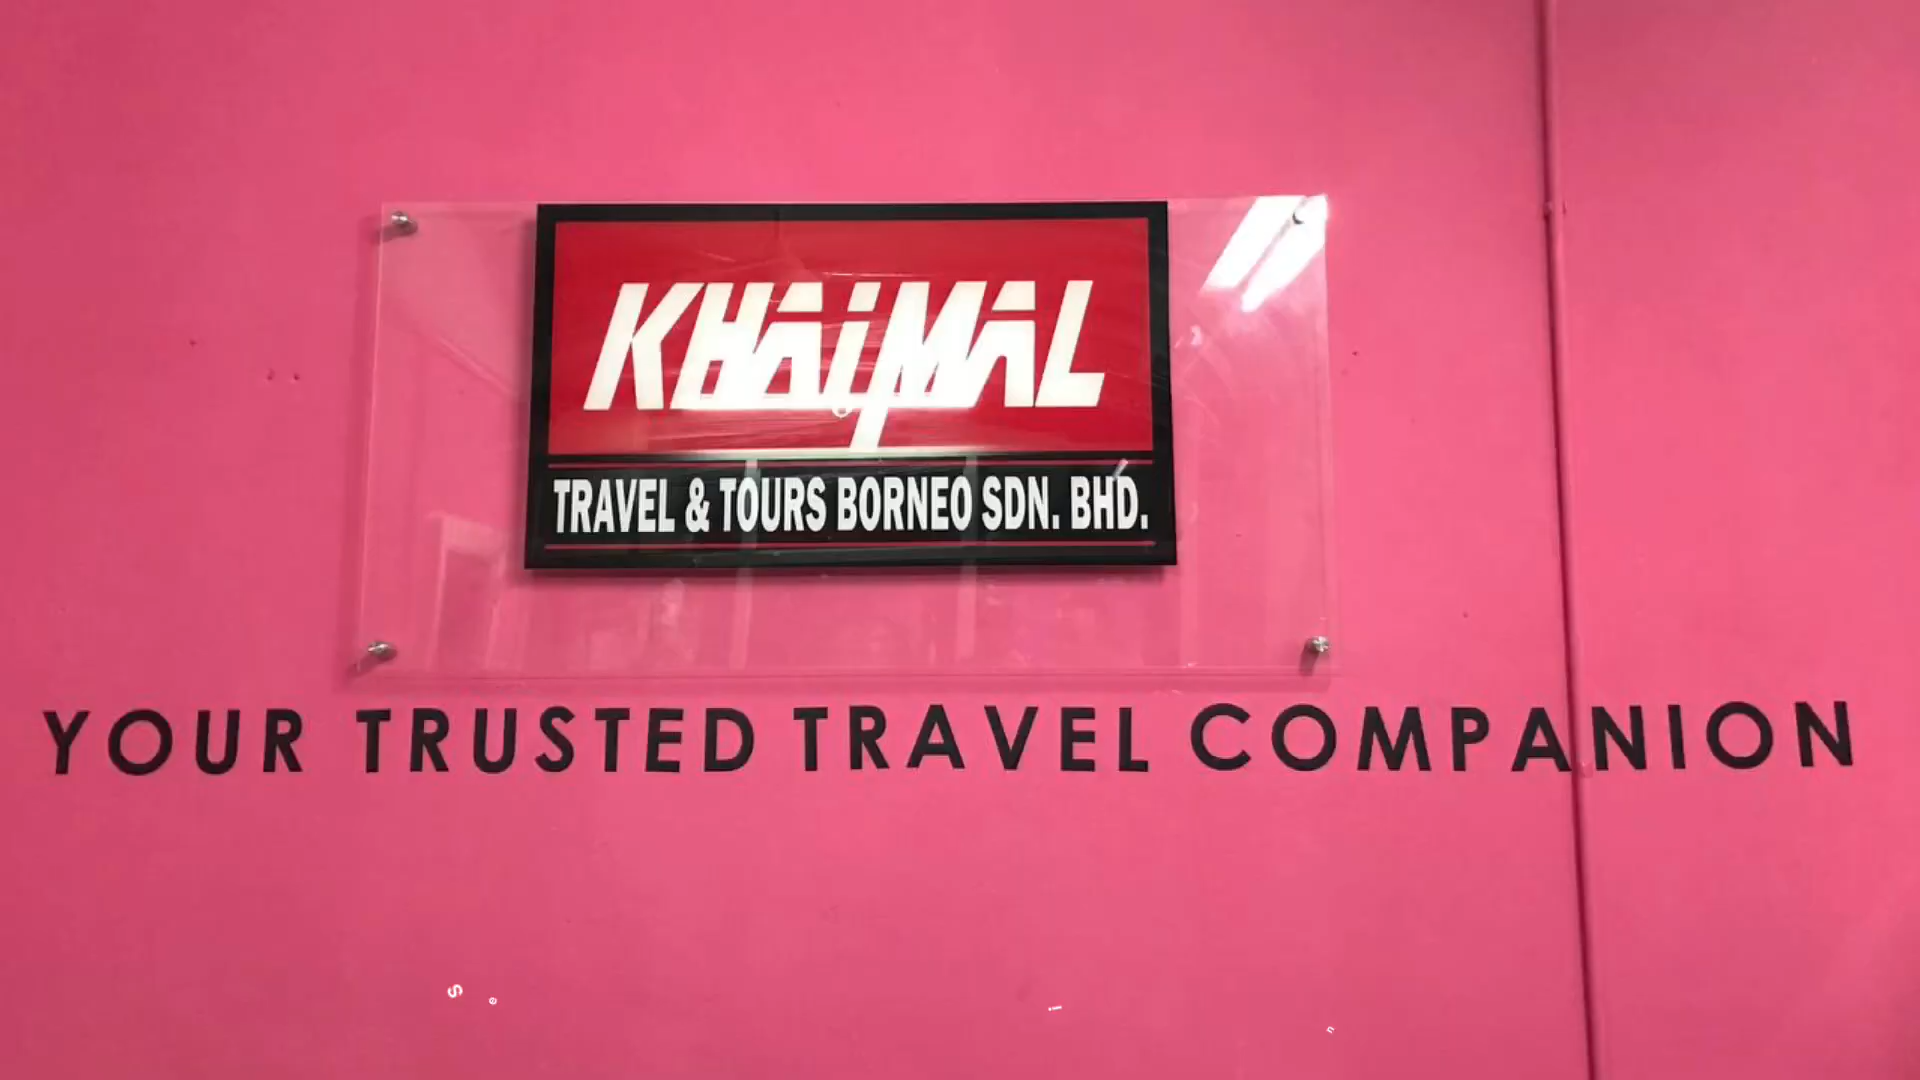 KHAIMAL
TRAVEL & TOURS BORNEO SDN. BHD.
YOUR TRUSTED TRAVEL COMPANION